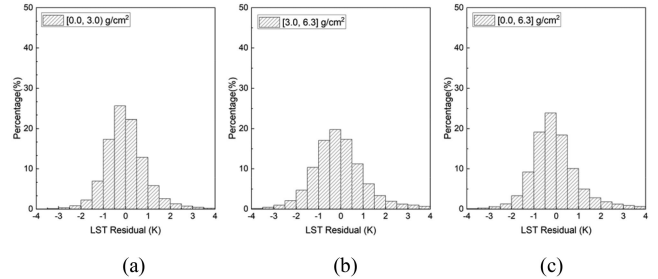 50
40
30
20
10
0
Percentage(%)
[0.0, 3.0) g/cm²
-4 -3 -2 -1 0 1 2 3 4
LST Residual (K)
(a)
50
40
30
20
10
0
Percentage(%)
[3.0, 6.3] g/cm²
-4 -3 -2 -1 0 1 2 3 4
LST Residual (K)
(b)
50
40
30
20
10
0
Percentage(%)
[0.0, 6.3] g/cm²
-4 -3 -2 -1 0 1 2 3 4
LST Residual (K)
(c)